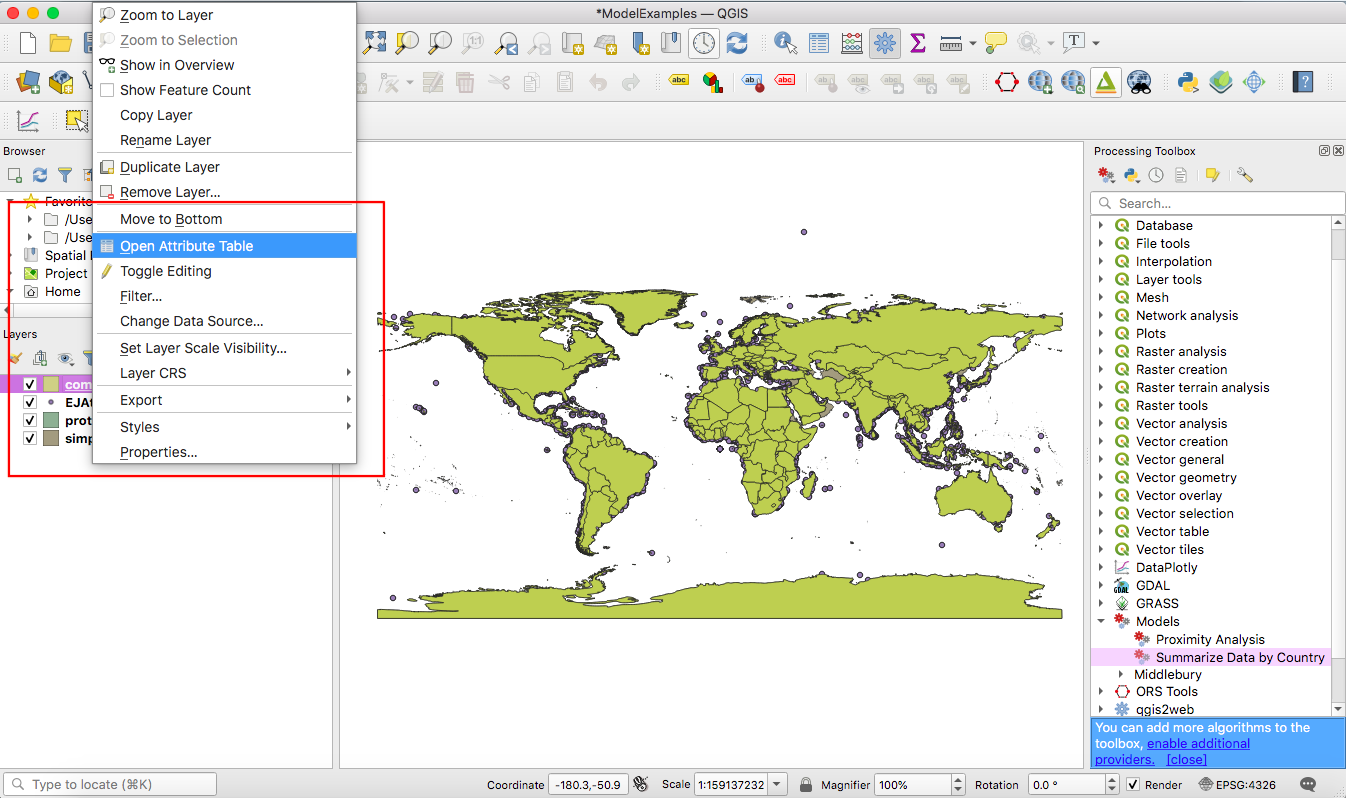 *ModelExamples — QGIS
Zoom to Layer
Zoom to Selection
Show in Overview
Show Feature Count
Copy Layer
Rename Layer
Duplicate Layer
Remove Layer...
Move to Bottom
Open Attribute Table
Toggle Editing
Filter...
Change Data Source...
Set Layer Scale Visibility...
Layer CRS
Export
Styles
Properties...
1:1
T
abc
ab
abc
Browser
Favorite
/Use
/Use
Spatial
Project
Home
Layers
com
EJAt
prot
simp
Processing Toolbox
Search...
Database
File tools
Interpolation
Layer tools
Mesh
Network analysis
Plots
Raster analysis
Raster creation
Raster terrain analysis
Raster tools
Vector analysis
Vector creation
Vector general
Vector geometry
Vector overlay
Vector selection
Vector table
Vector tiles
DataPlotly
GDAL
GRASS
Models
Proximity Analysis
Summarize Data by Country
Middlebury
ORS Tools
qgis2web
You can add more algorithms to the
toolbox, enable additional
providers. [close]
Type to locate (⌘K)
Coordinate -180.3,-50.9
Scale 1:159137232
Magnifier 100%
Rotation 0.0 °
Render
EPSG:4326